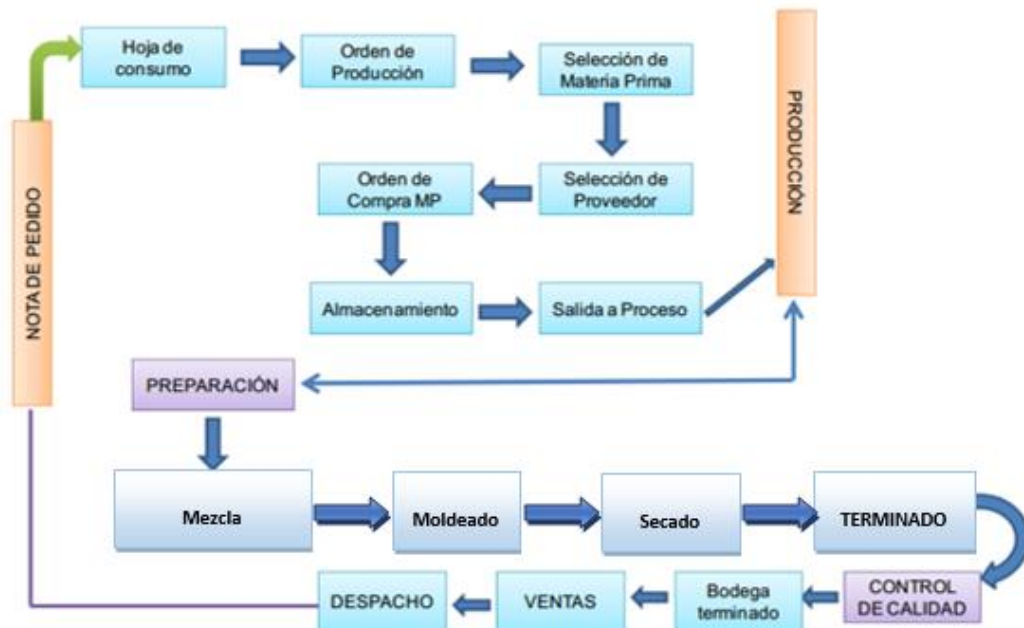 NOTA DE PEDIDO
Hoja de
consumo
Orden de
Producción
Selección de
Materia Prima
PRODUCCIÓN
Orden de
Compra MP
Selección de
Proveedor
Almacenamiento
Salida a Proceso
PREPARACIÓN
Mezcla
Moldeado
Secado
TERMINADO
DESPACHO
VENTAS
Bodega
terminado
CONTROL
DE CALIDAD